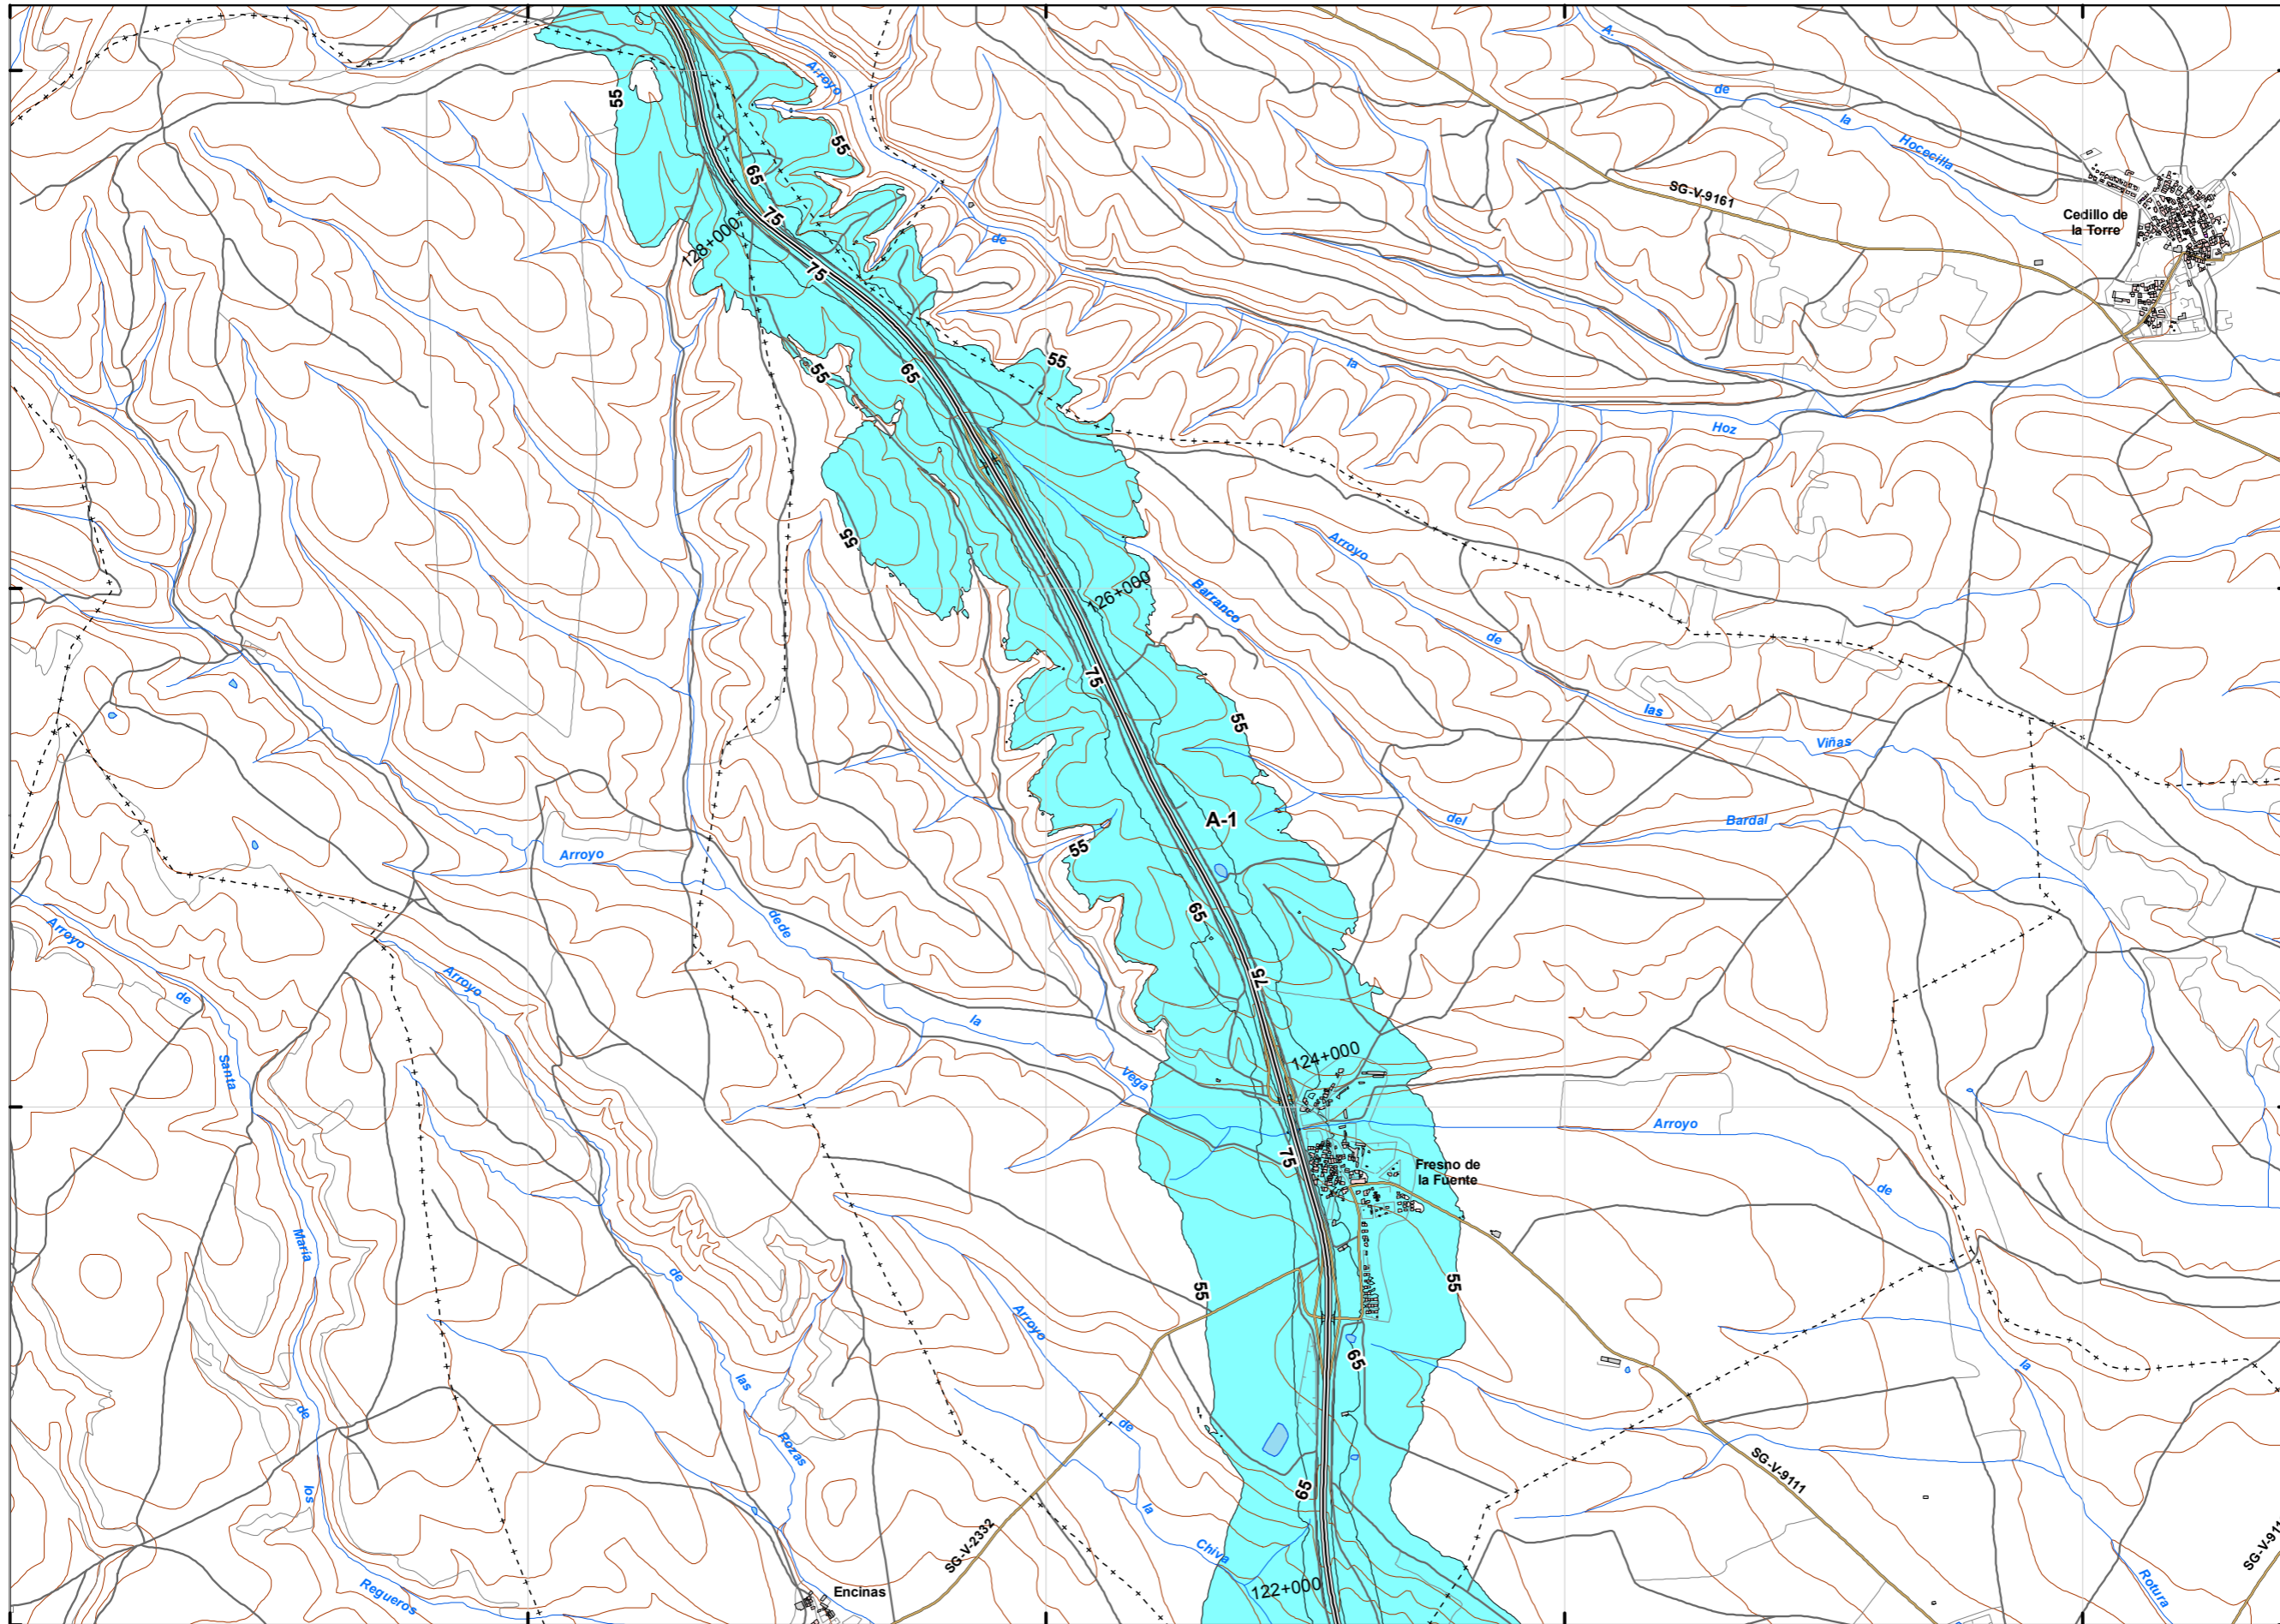 A.
de
la
Hocecilla
Arroyo
55
55
65
75
128+000
75
SG-V-9161
Cedillo de
la Torre
de
55
65
55
la
Hoz
55
Arroyo
126+000
Barranco
de
75
55
las
Viñas
A-1
del
Bardal
55
Arroyo
65
dede
Arroyo
de
Arroyo
75
la
124+000
Santa
Vega
Arroyo
75
Fresno de
la Fuente
de
María
de
55
55
Arroyo
65
la
las
de
de
Rozas
SG-V-9111
65
los
la
SG-V-2332
Chiva
SG-V-911
122+000
Encinas
Regueros
Rotura